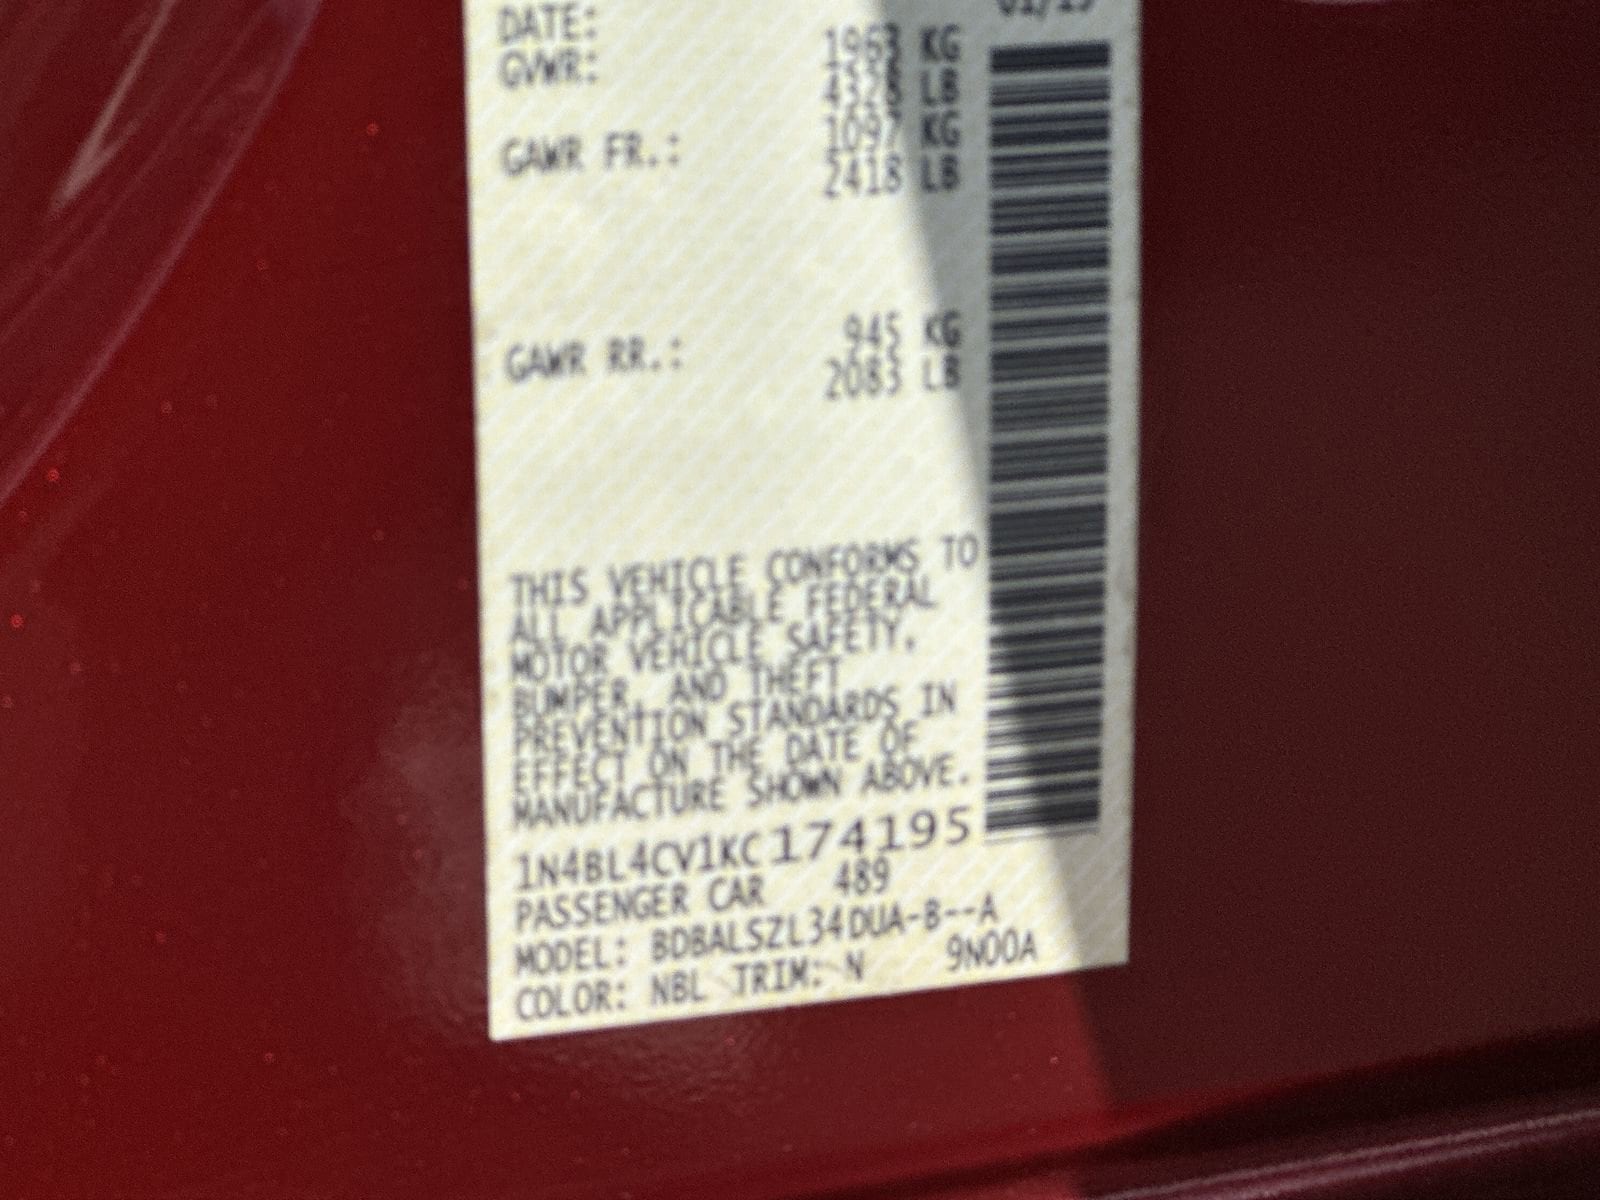 DATE: 01/19
GVWR: 1963 KG
4328 LB
GAWR FR.: 1097 KG
2418 LB
GAWR RR.: 945 KG
2083 LB
THIS VEHICLE CONFORMS TO
ALL APPLICABLE FEDERAL
MOTOR VEHICLE SAFETY,
BUMPER, AND THEFT
PREVENTION STANDARDS IN
EFFECT ON THE DATE OF
MANUFACTURE SHOWN ABOVE.
1N4BL4CV1KC174195
PASSENGER CAR 489
MODEL: BDBALSZL34DUA-B--A
COLOR: NBL TRIM: N 9N00A